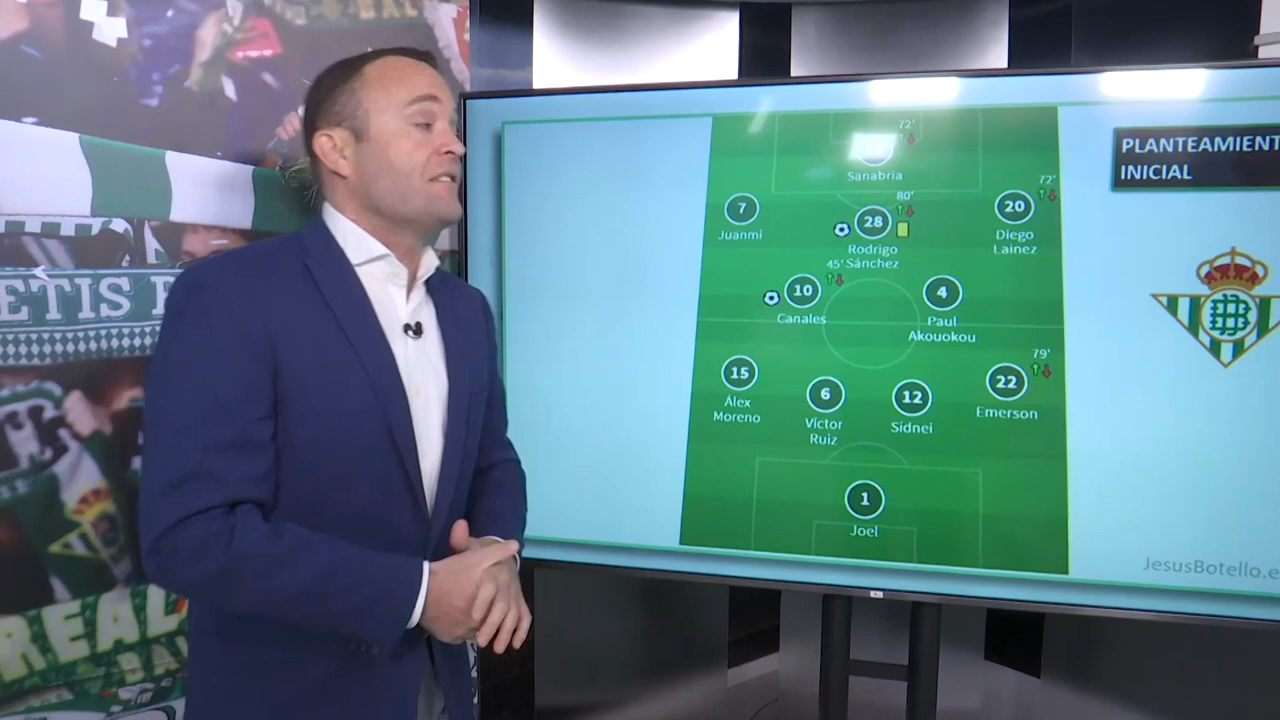 PLANTEAMIENT
INICIAL
72'
Sanabria
7
Juanmi
80'
28
Rodrigo
Sánchez
72'
20
Diego
Lainez
45'
10
Canales
4
Paul
Akouokou
15
Álex
Moreno
6
Víctor
Ruiz
12
Sidnei
79'
22
Emerson
1
Joel
JesusBotello.e
ETIS
REAL